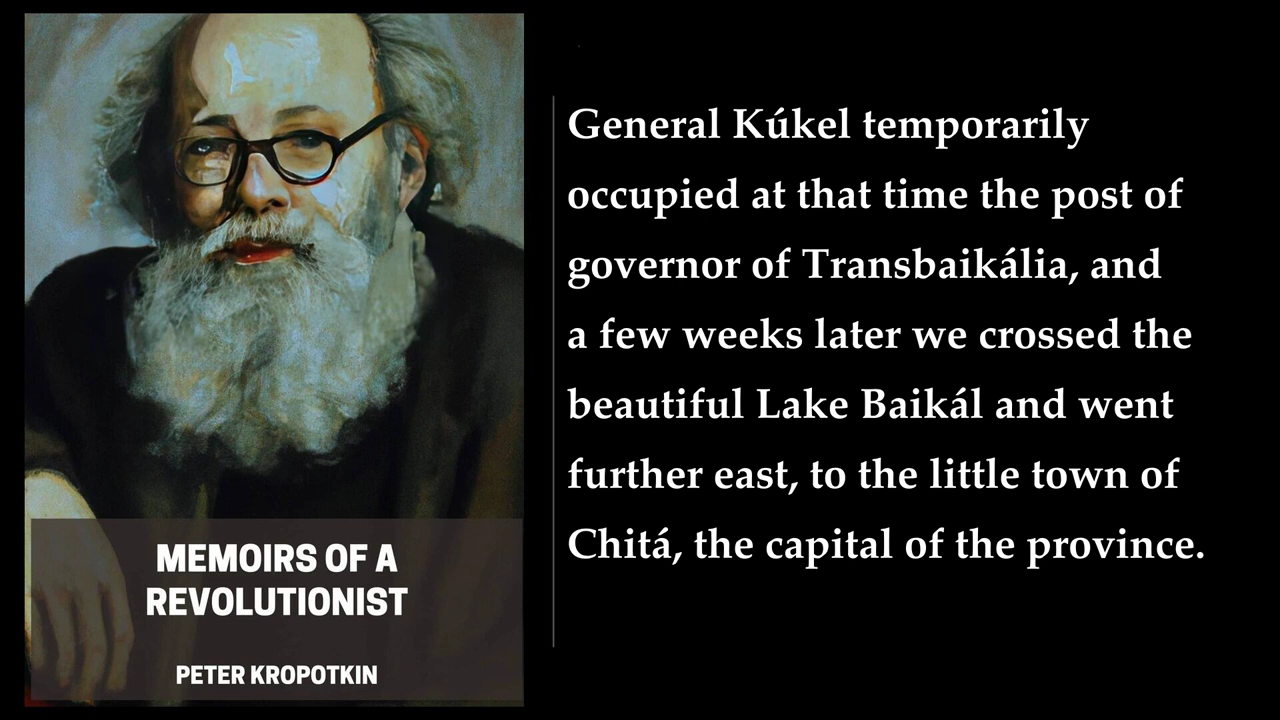 MEMOIRS OF A
REVOLUTIONIST
PETER KROPOTKIN
General Kúkel temporarily
occupied at that time the post of
governor of Transbaikália, and
a few weeks later we crossed the
beautiful Lake Baikál and went
further east, to the little town of
Chitá, the capital of the province.